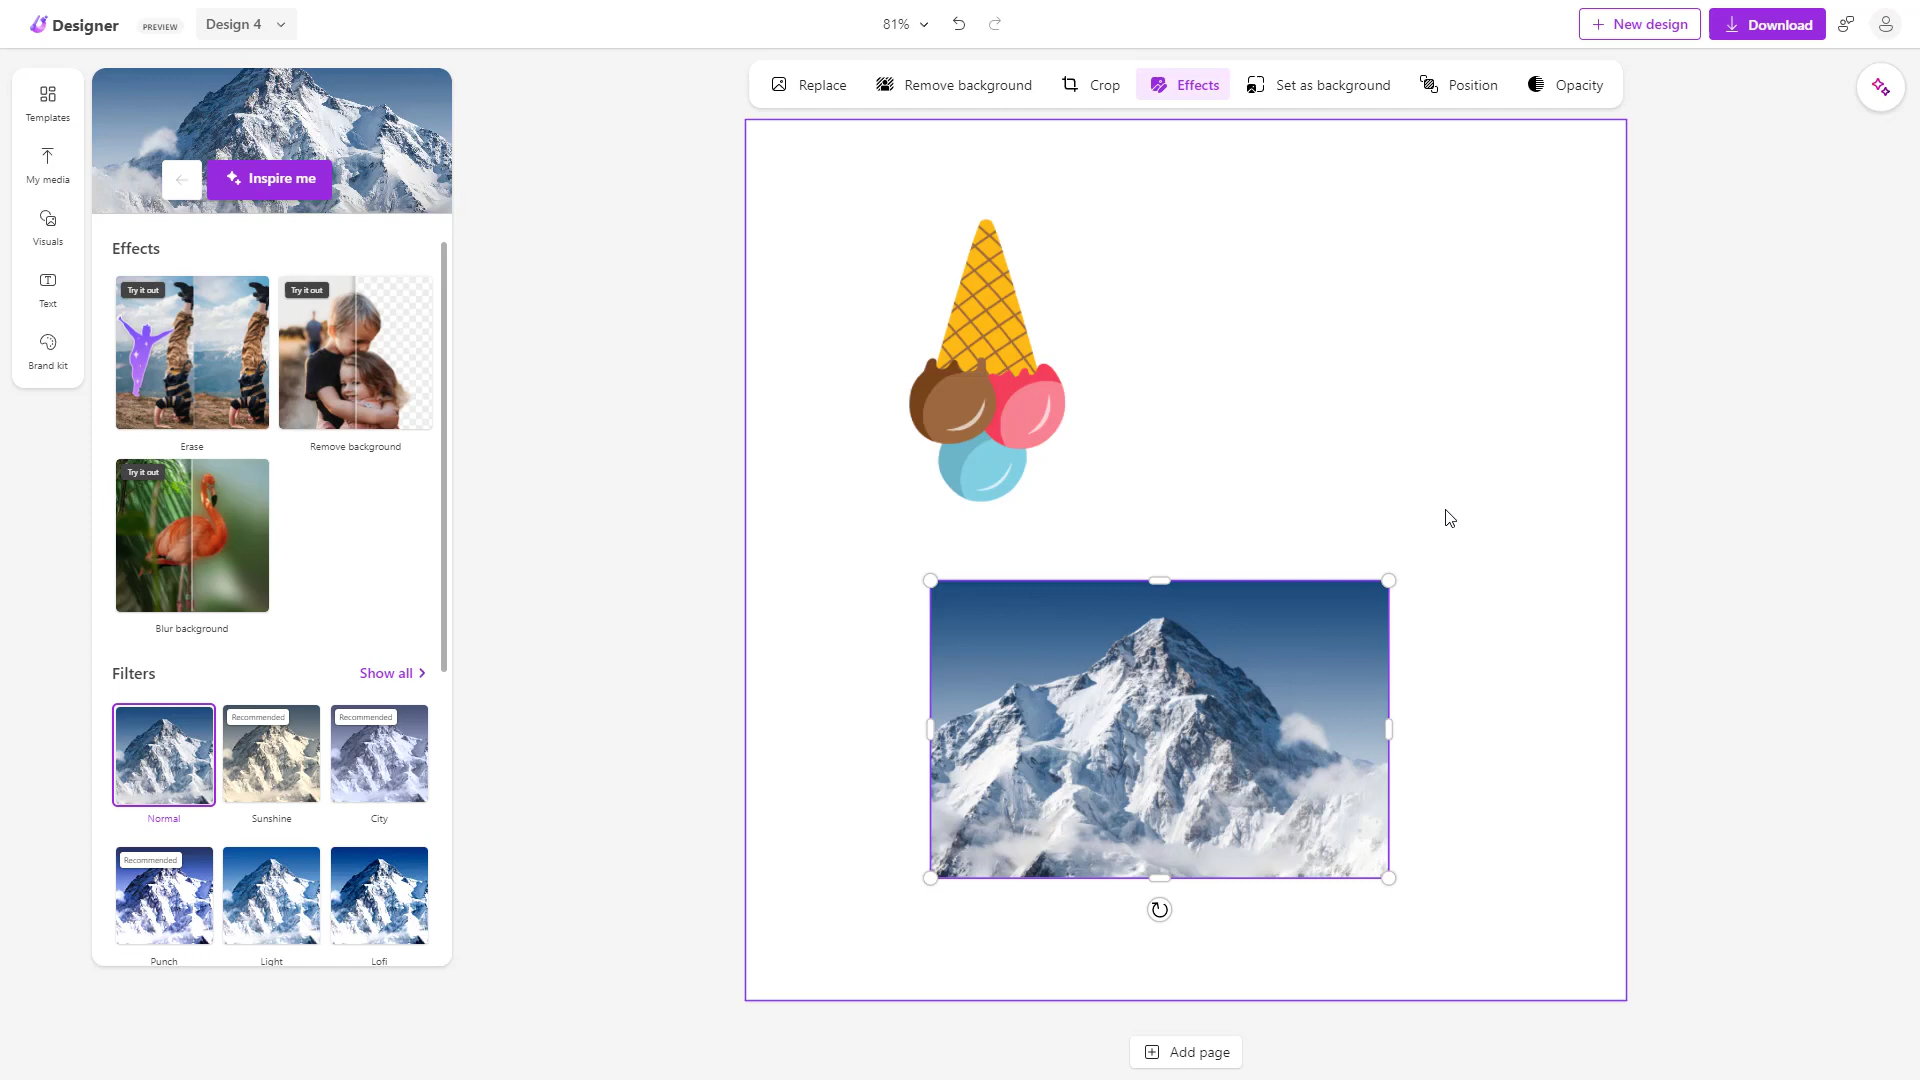 Designer
PREVIEW
Design 4
81%
New design
Download
Templates
My media
Visuals
Text
Brand kit
Inspire me
Effects
Try it out
Try it out
Erase
Remove background
Try it out
Blur background
Filters
Show all
Recommended
Recommended
Normal
Sunshine
City
Recommended
Punch
Light
Lofi
Replace
Remove background
Crop
Effects
Set as background
Position
Opacity
Add page